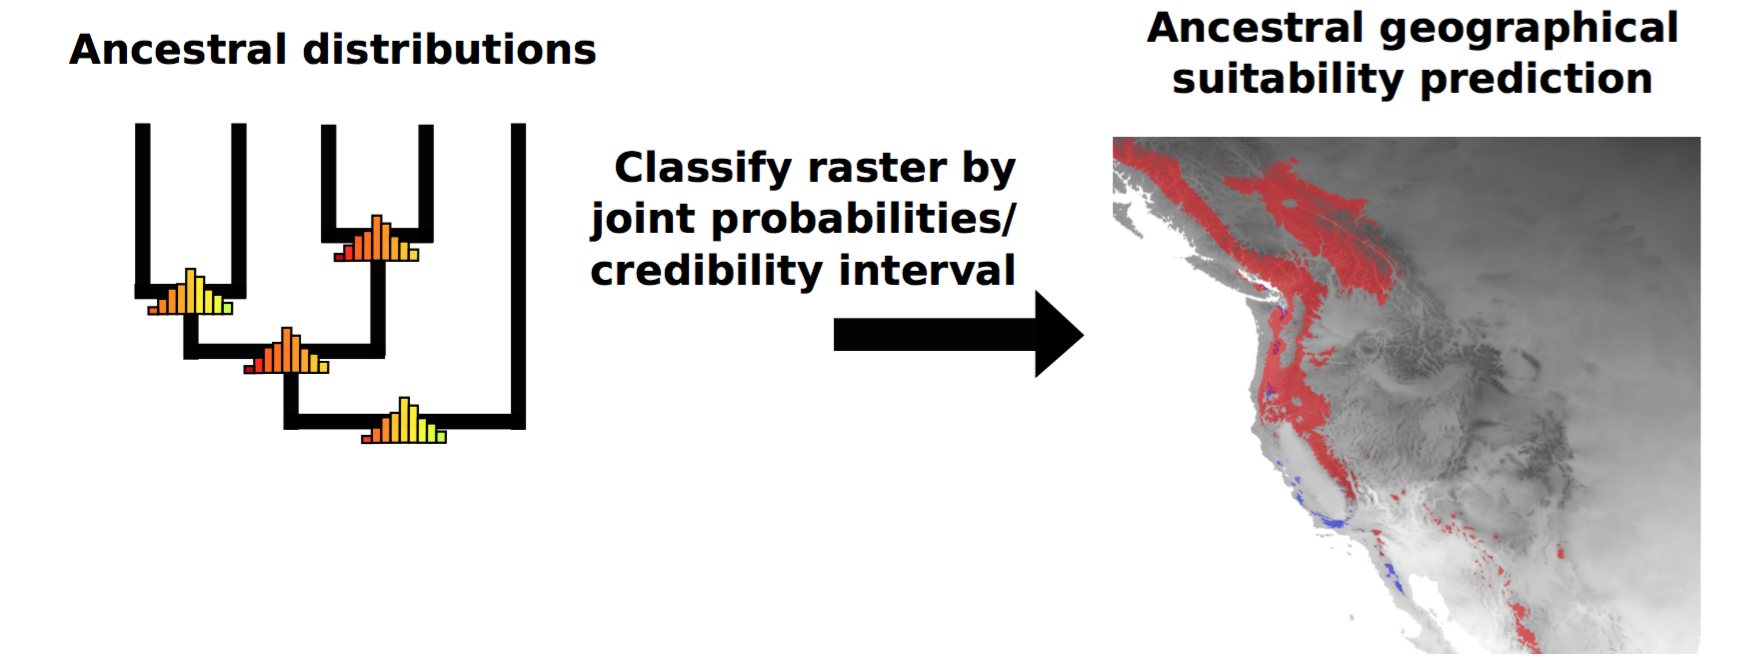 Ancestral distributions
Classify raster by
joint probabilities/
credibility interval
Ancestral geographical
suitability prediction